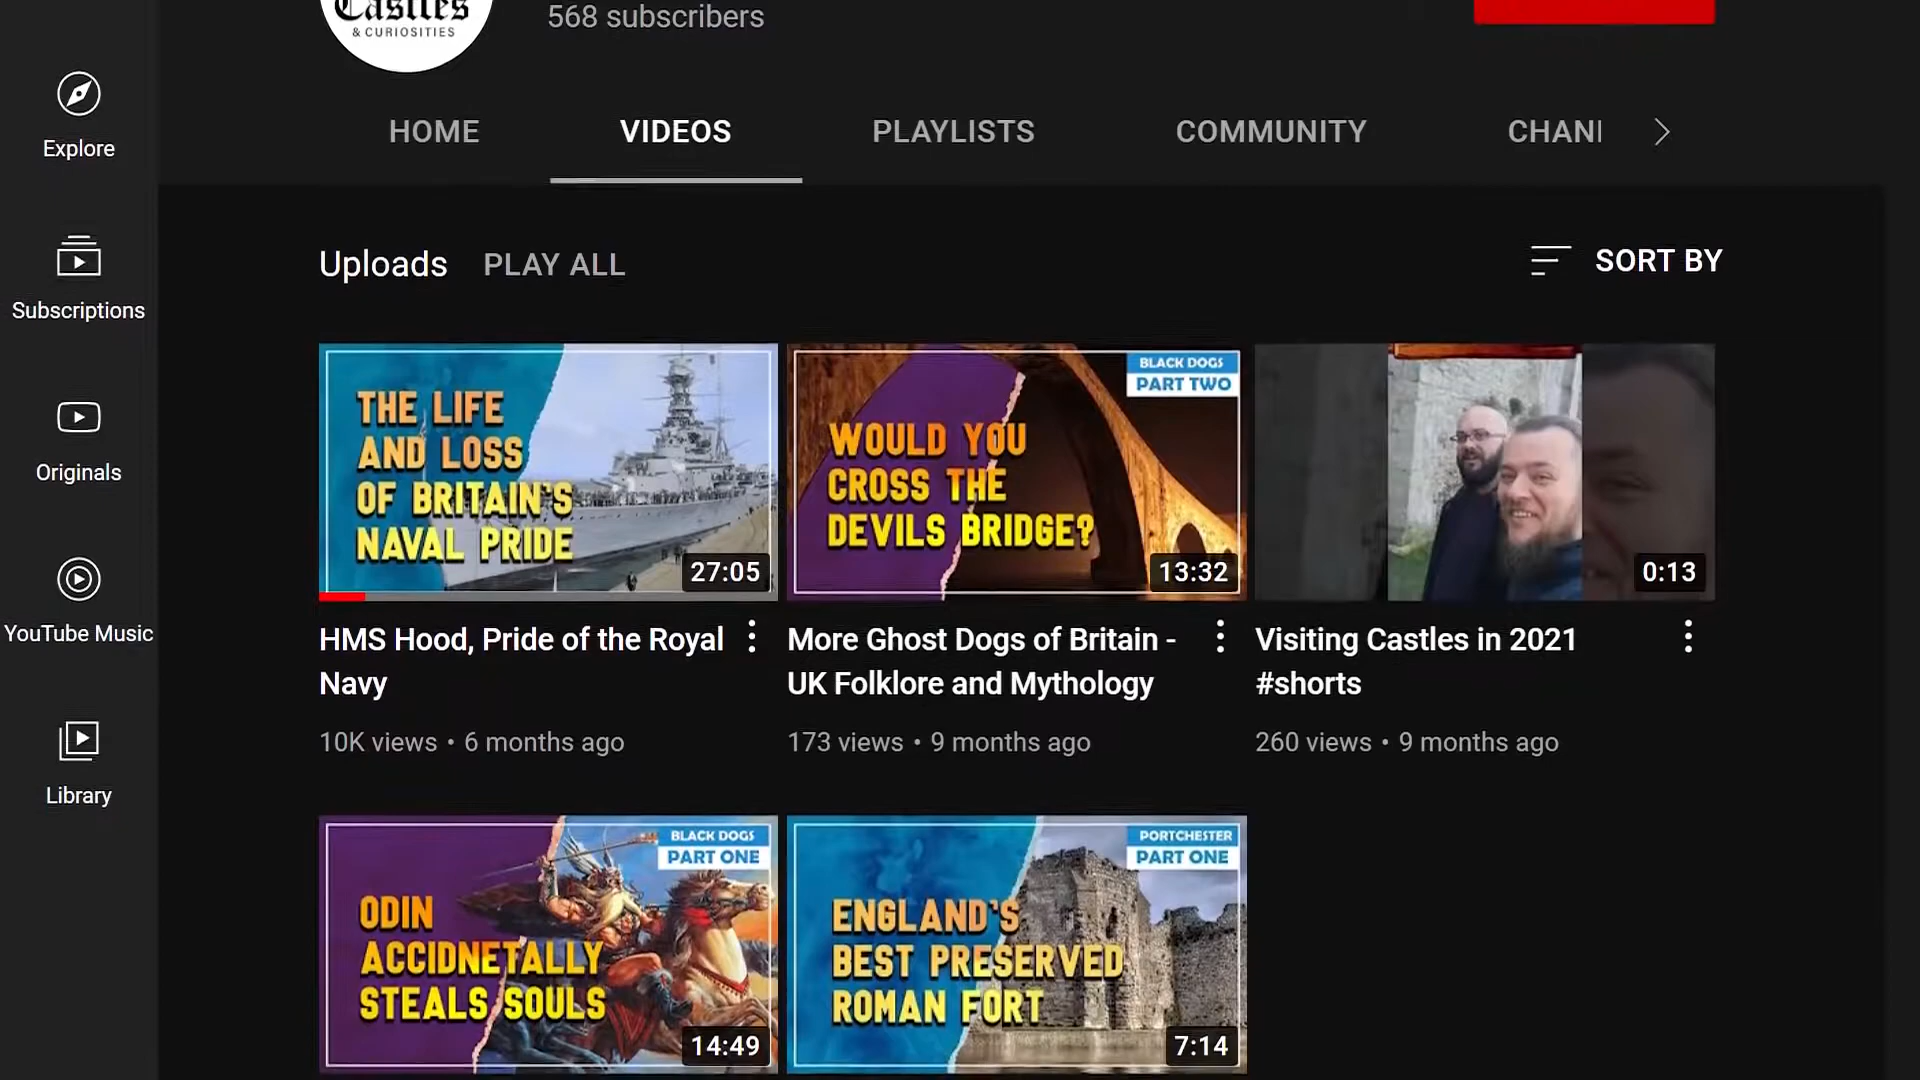 Castles
& CURIOSITIES
568 subscribers
HOME
VIDEOS
PLAYLISTS
COMMUNITY
CHAN
Explore
Subscriptions
Originals
YouTube Music
Library
Uploads
PLAY ALL
SORT BY
THE LIFE
AND LOSS
OF BRITAIN'S
NAVAL PRIDE
27:05
HMS Hood, Pride of the Royal
Navy
10K views • 6 months ago
BLACK DOGS
PART TWO
WOULD YOU
CROSS THE
DEVILS BRIDGE?
13:32
More Ghost Dogs of Britain -
UK Folklore and Mythology
173 views • 9 months ago
0:13
Visiting Castles in 2021
#shorts
260 views • 9 months ago
BLACK DOGS
PART ONE
ODIN
ACCIDNETALLY
STEALS SOULS
14:49
PORTCHESTER
PART ONE
ENGLAND'S
BEST PRESERVED
ROMAN FORT
7:14